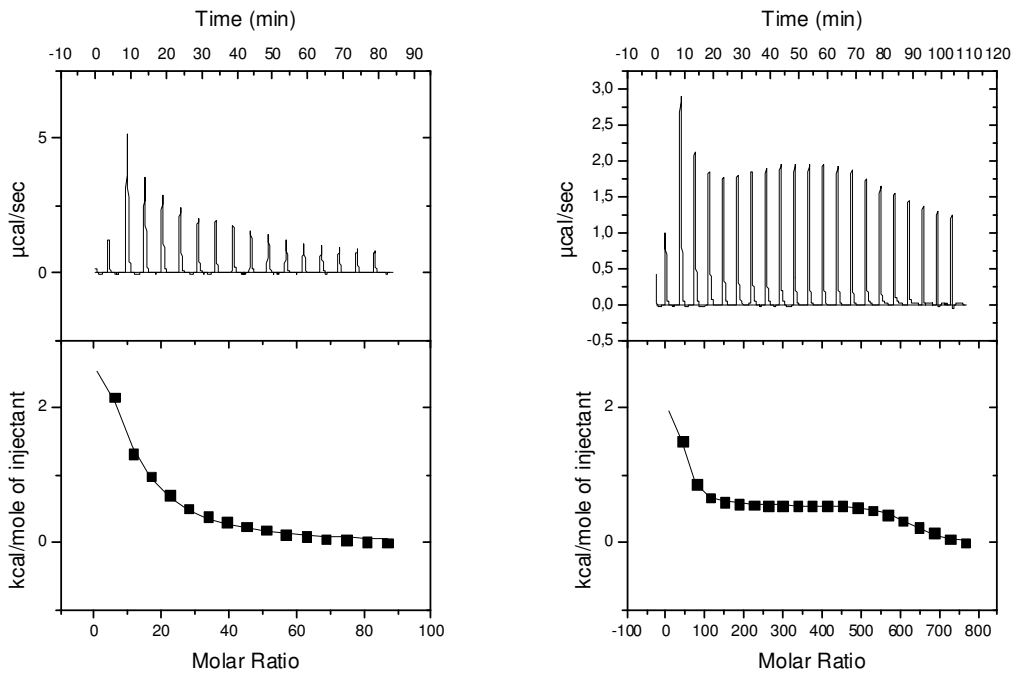 Time (min)
-10 0 10 20 30 40 50 60 70 80 90
5
0
µcal/sec
2
0
kcal/mole of injectant
0 20 40 60 80 100
Molar Ratio
Time (min)
-10 0 10 20 30 40 50 60 70 80 90 100 110 120
3,0
2,5
2,0
1,5
1,0
0,5
0,0
-0,5
µcal/sec
2
0
kcal/mole of injectant
-100 0 100 200 300 400 500 600 700 800
Molar Ratio